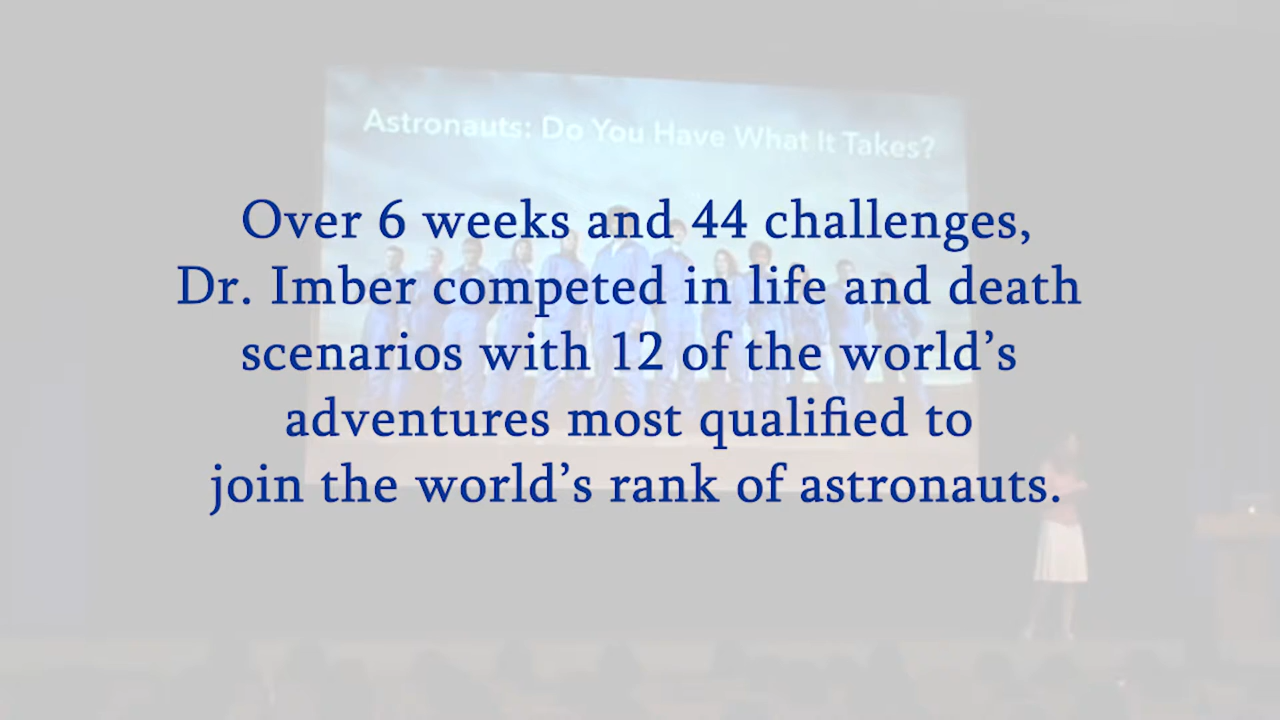 Astronauts: Do You Have What It Takes?
Over 6 weeks and 44 challenges,
Dr. Imber competed in life and death
scenarios with 12 of the world’s
adventures most qualified to
join the world’s rank of astronauts.